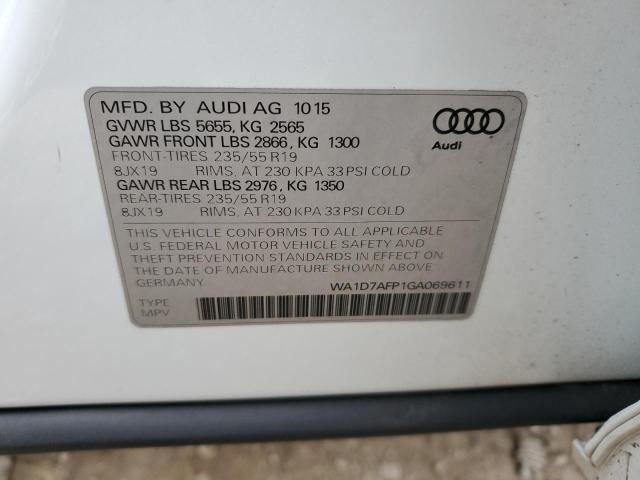 MFD. BY AUDI AG 10 15
GVWR LBS 5655, KG 2565
GAWR FRONT LBS 2866, KG 1300
FRONT-TIRES 235/55 R19
8JX19 RIMS, AT 230 KPA 33 PSI COLD
GAWR REAR LBS 2976, KG 1350
REAR-TIRES 235/55 R19
8JX19 RIMS, AT 230 KPA 33 PSI COLD
Audi
THIS VEHICLE CONFORMS TO ALL APPLICABLE
U.S. FEDERAL MOTOR VEHICLE SAFETY AND
THEFT PREVENTION STANDARDS IN EFFECT ON
THE DATE OF MANUFACTURE SHOWN ABOVE.
GERMANY
WA1D7AFP1GA069611
TYPE:
MPV